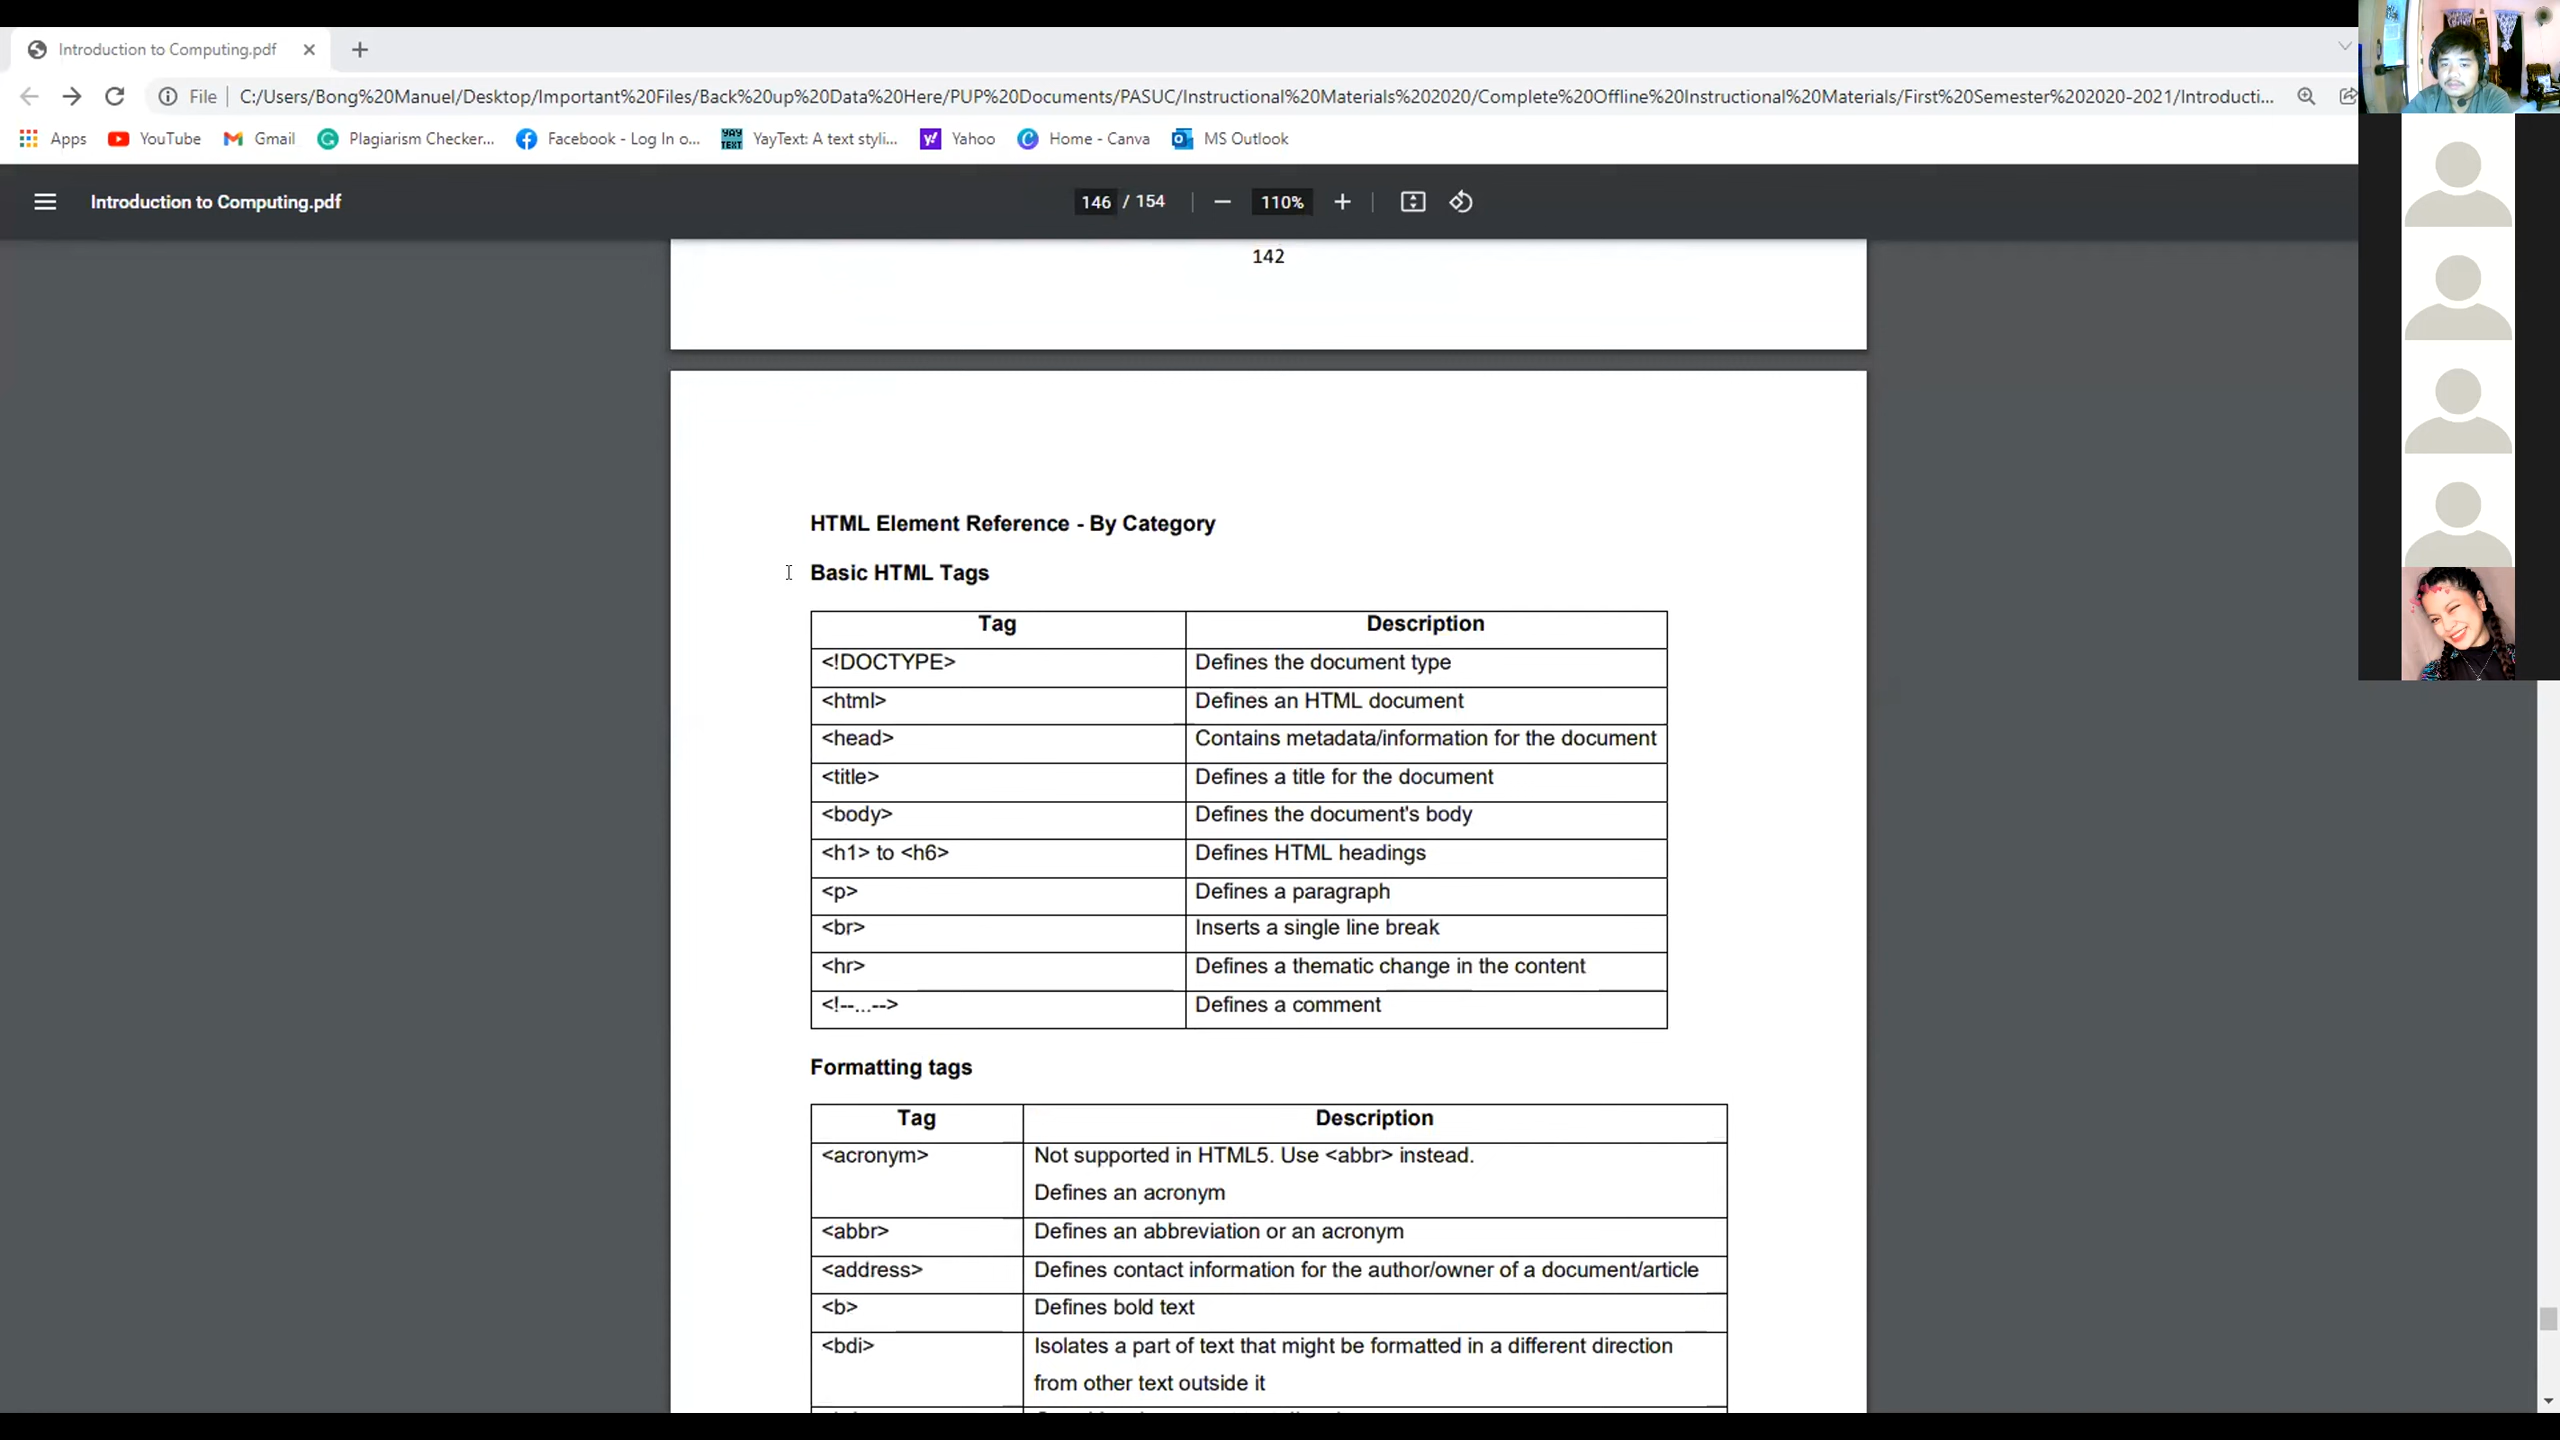 Introduction to Computing.pdf
File C:/Users/Bong%20Manuel/Desktop/Important%20Files/Back%20up%20Data%20Here/PUP%20Documents/PASUC/Instructional%20Materials%202020/Complete%20Offline%20Instructional%20Materials/First%20Semester%202020-2021/Introducti...
Apps YouTube Gmail Plagiarism Checker... Facebook - Log In o... YAY TEXT YayText: A text styli... Yahoo Home - Canva MS Outlook
Introduction to Computing.pdf 146 / 154 110%
142
HTML Element Reference - By Category
Basic HTML Tags
Tag Description
<!DOCTYPE> Defines the document type
<html> Defines an HTML document
<head> Contains metadata/information for the document
<title> Defines a title for the document
<body> Defines the document's body
<h1> to <h6> Defines HTML headings
<p> Defines a paragraph
<br> Inserts a single line break
<hr> Defines a thematic change in the content
<!--...--> Defines a comment
Formatting tags
Tag Description
<acronym> Not supported in HTML5. Use <abbr> instead.
Defines an acronym
<abbr> Defines an abbreviation or an acronym
<address> Defines contact information for the author/owner of a document/article
<b> Defines bold text
<bdi> Isolates a part of text that might be formatted in a different direction
from other text outside it